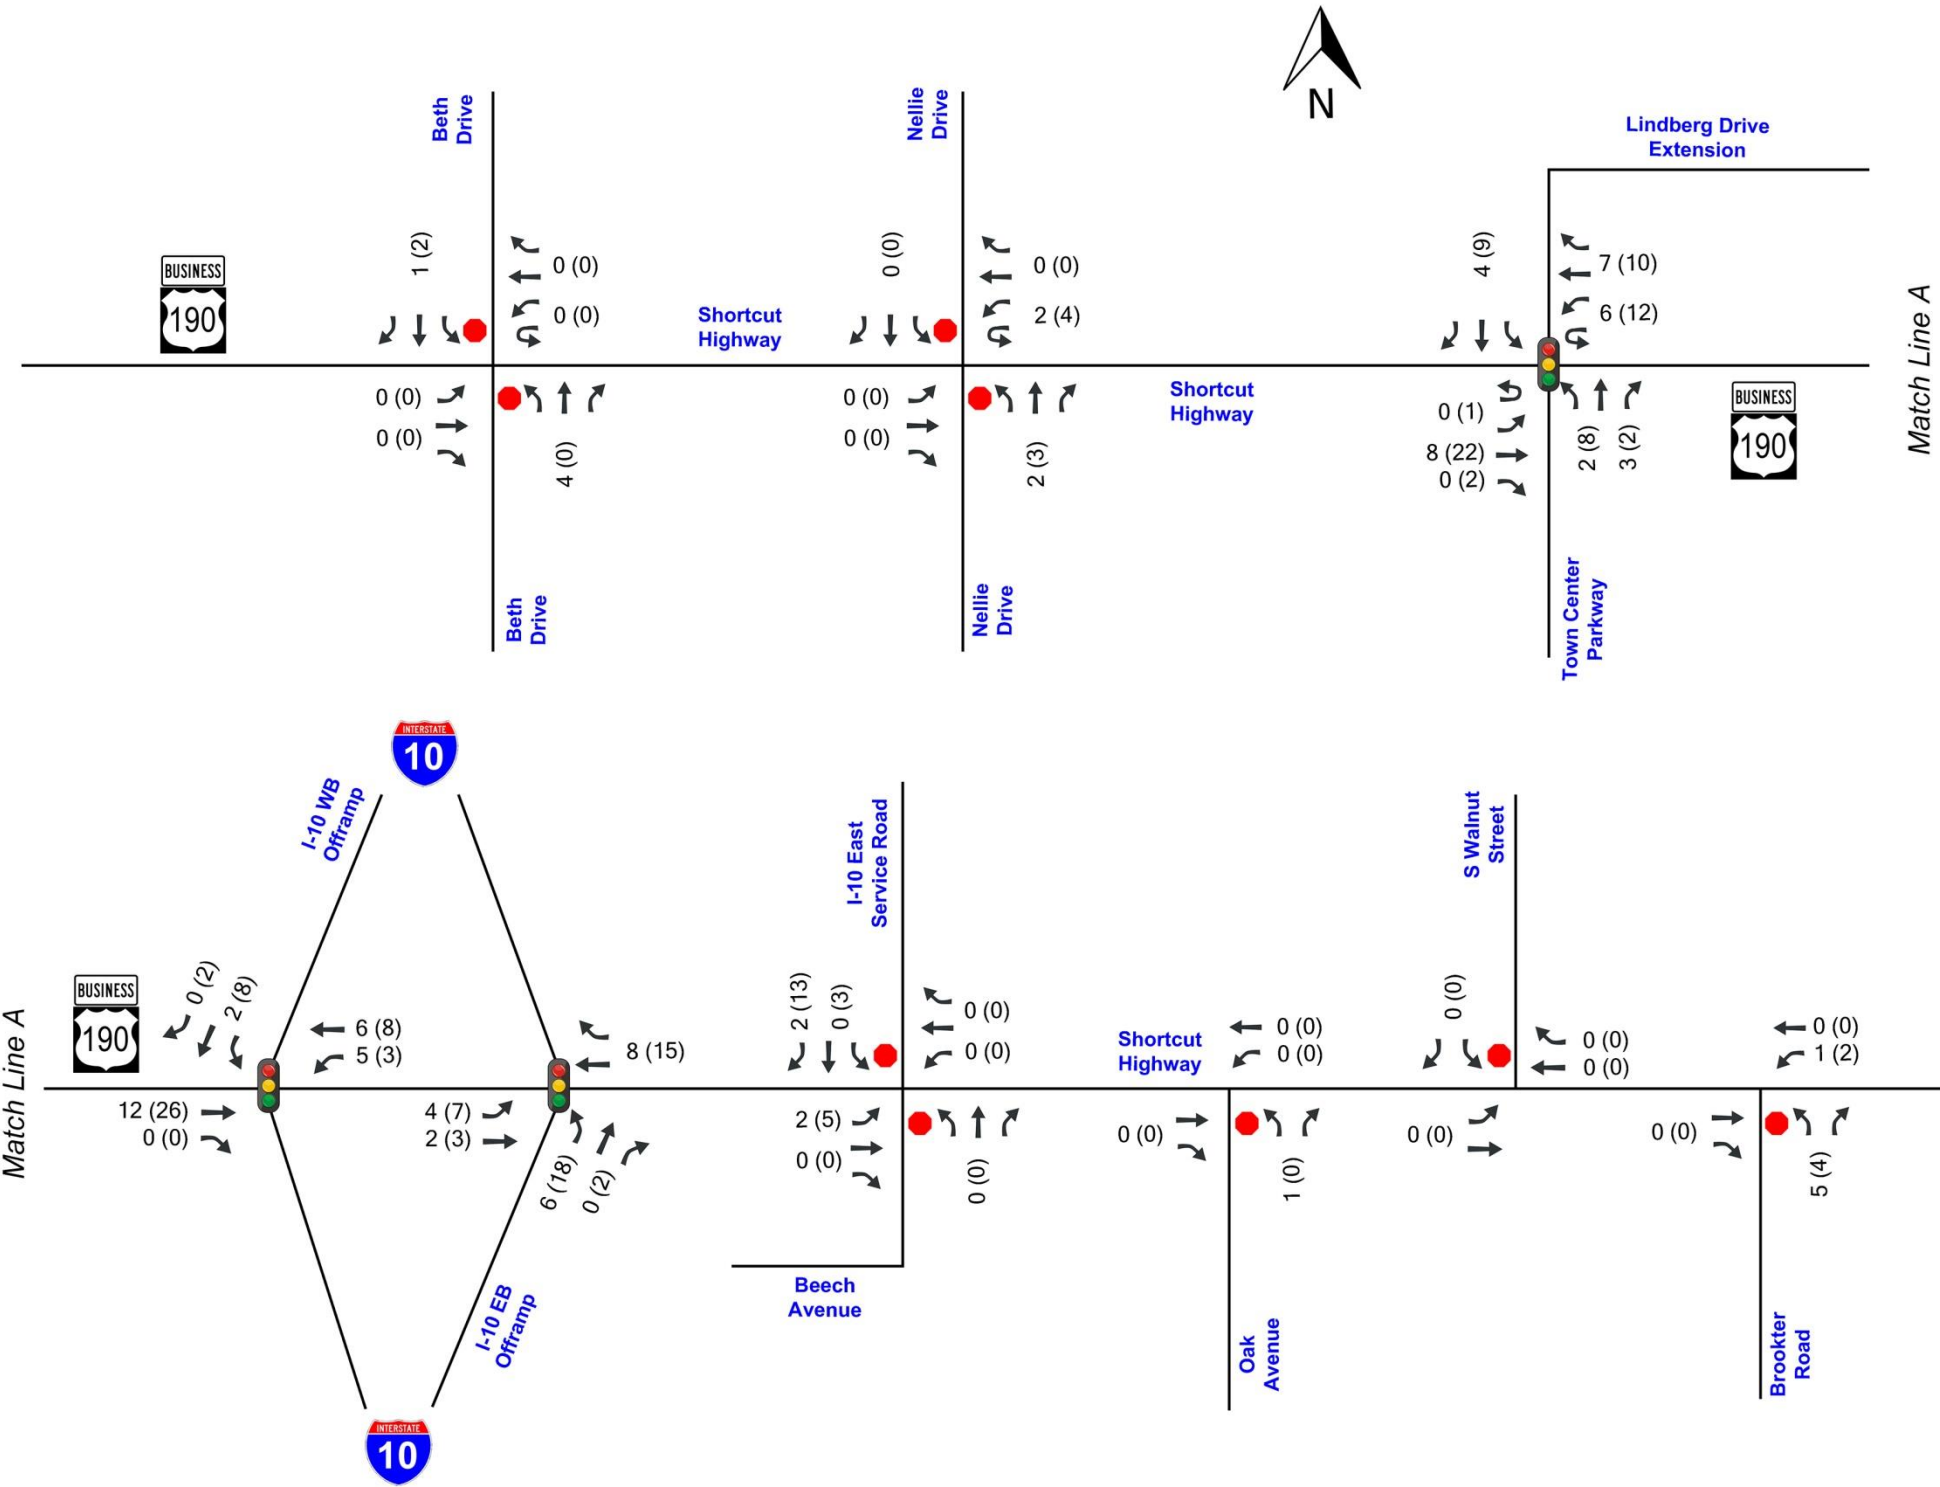 N
Beth
Drive
Nellie
Drive
Lindberg Drive
Extension
BUSINESS
190
1 (2)
0 (0)
0 (0)
0 (0)
0 (0)
4 (0)
Shortcut
Highway
0 (0)
0 (0)
2 (4)
0 (0)
0 (0)
2 (3)
Shortcut
Highway
4 (9)
7 (10)
6 (12)
0 (1)
8 (22)
0 (2)
2 (8)
3 (2)
BUSINESS
190
Match Line A
Beth
Drive
Nellie
Drive
Town Center
Parkway
INTERSTATE
10
I-10 WB
Offramp
I-10 East
Service Road
S Walnut
Street
Match Line A
BUSINESS
190
0 (2)
2 (8)
6 (8)
5 (3)
12 (26)
0 (0)
8 (15)
4 (7)
2 (3)
6 (18)
0 (2)
2 (13)
0 (3)
0 (0)
0 (0)
2 (5)
0 (0)
0 (0)
Shortcut
Highway
0 (0)
0 (0)
0 (0)
1 (0)
0 (0)
0 (0)
0 (0)
0 (0)
0 (0)
1 (2)
0 (0)
5 (4)
I-10 EB
Offramp
Beech
Avenue
Oak
Avenue
Brookter
Road
INTERSTATE
10